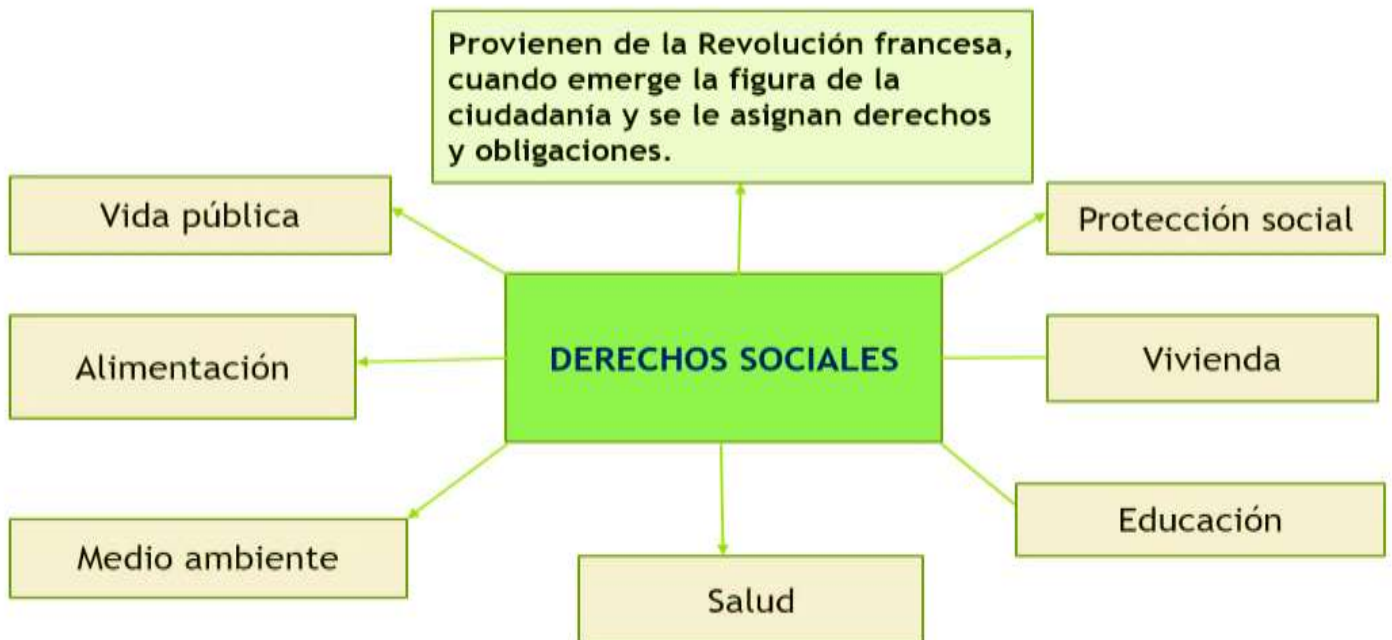 Provienen de la Revolución francesa,
cuando emerge la figura de la
ciudadanía y se le asignan derechos
y obligaciones.
Vida pública
Protección social
Alimentación
DERECHOS SOCIALES
Vivienda
Medio ambiente
Educación
Salud